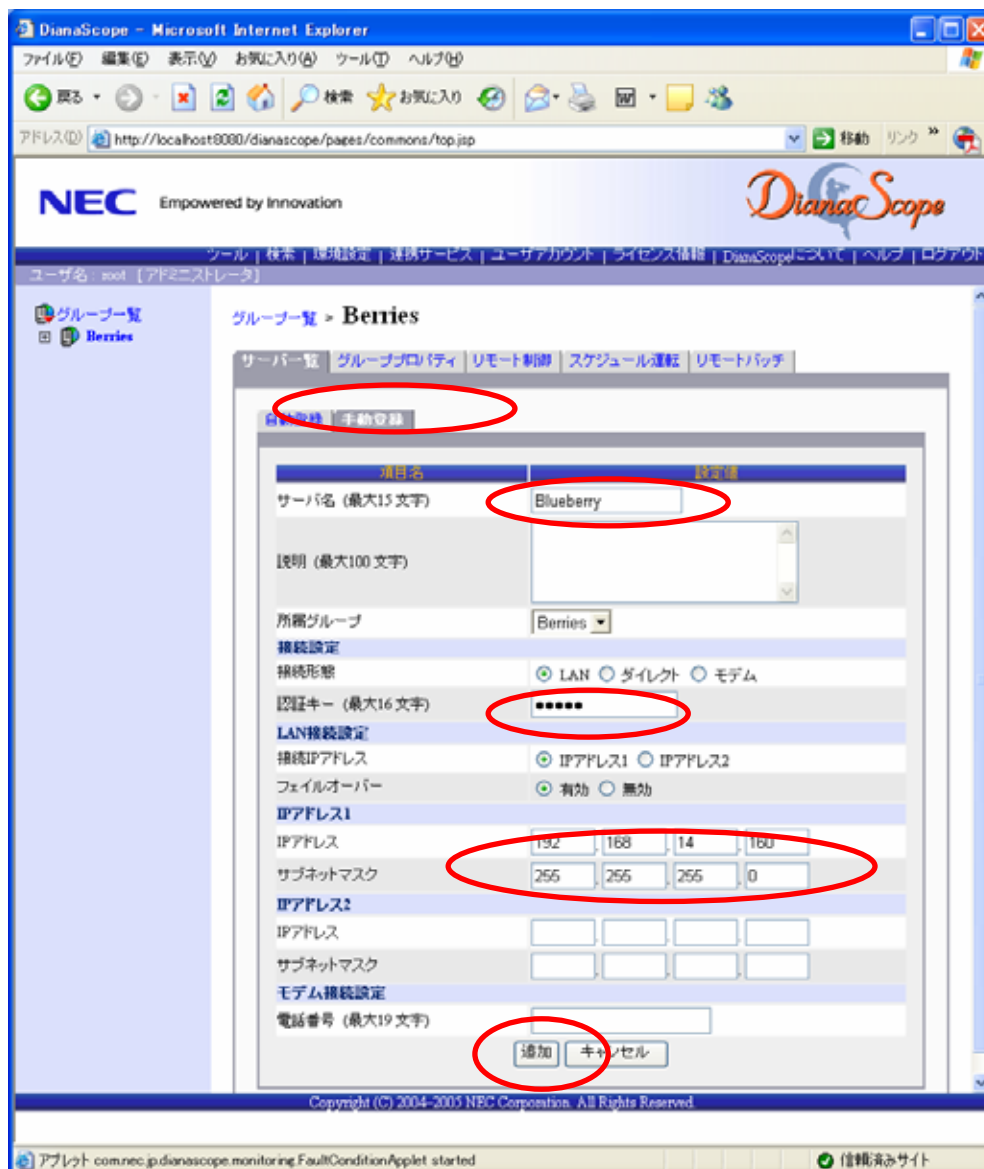 DianaScope - Microsoft Internet Explorer
ファイル(F) 編集(E) 表示(V) お気に入り(A) ツール(T) ヘルプ(H)
戻る 検索 お気に入り
アドレス(D) http://localhost:8080/dianascope/pages/commons/top.jsp 移動 リンク »
NEC Empowered by Innovation DianaScope
ツール | 検索 | 環境設定 | 連携サービス | ユーザアカウント | ライセンス情報 | DianaScopeについて | ヘルプ | ログアウト
ユーザ名 : root [アドミニストレータ]
グループ一覧
Berries
グループ一覧 > Berries
サーバ一覧 グループプロパティ リモート制御 スケジュール運転 リモートバッチ
自動登録 手動登録
項目名 設定値
サーバ名 (最大15 文字) Blueberry
説明 (最大100 文字)
所属グループ Berries
接続設定
接続形態 LAN ダイレクト モデム
認証キー (最大16 文字) •••••
LAN接続設定
接続IPアドレス IPアドレス1 IPアドレス2
フェイルオーバー 有効 無効
IPアドレス1
IPアドレス 192 . 168 . 14 . 160
サブネットマスク 255 . 255 . 255 . 0
IPアドレス2
IPアドレス . . .
サブネットマスク . . .
モデム接続設定
電話番号 (最大19 文字)
追加 キャンセル
Copyright (C) 2004-2005 NEC Corporation. All Rights Reserved.
アプレット com.nec.jp.dianascope.monitoring.FaultConditionApplet started 信頼済みサイト